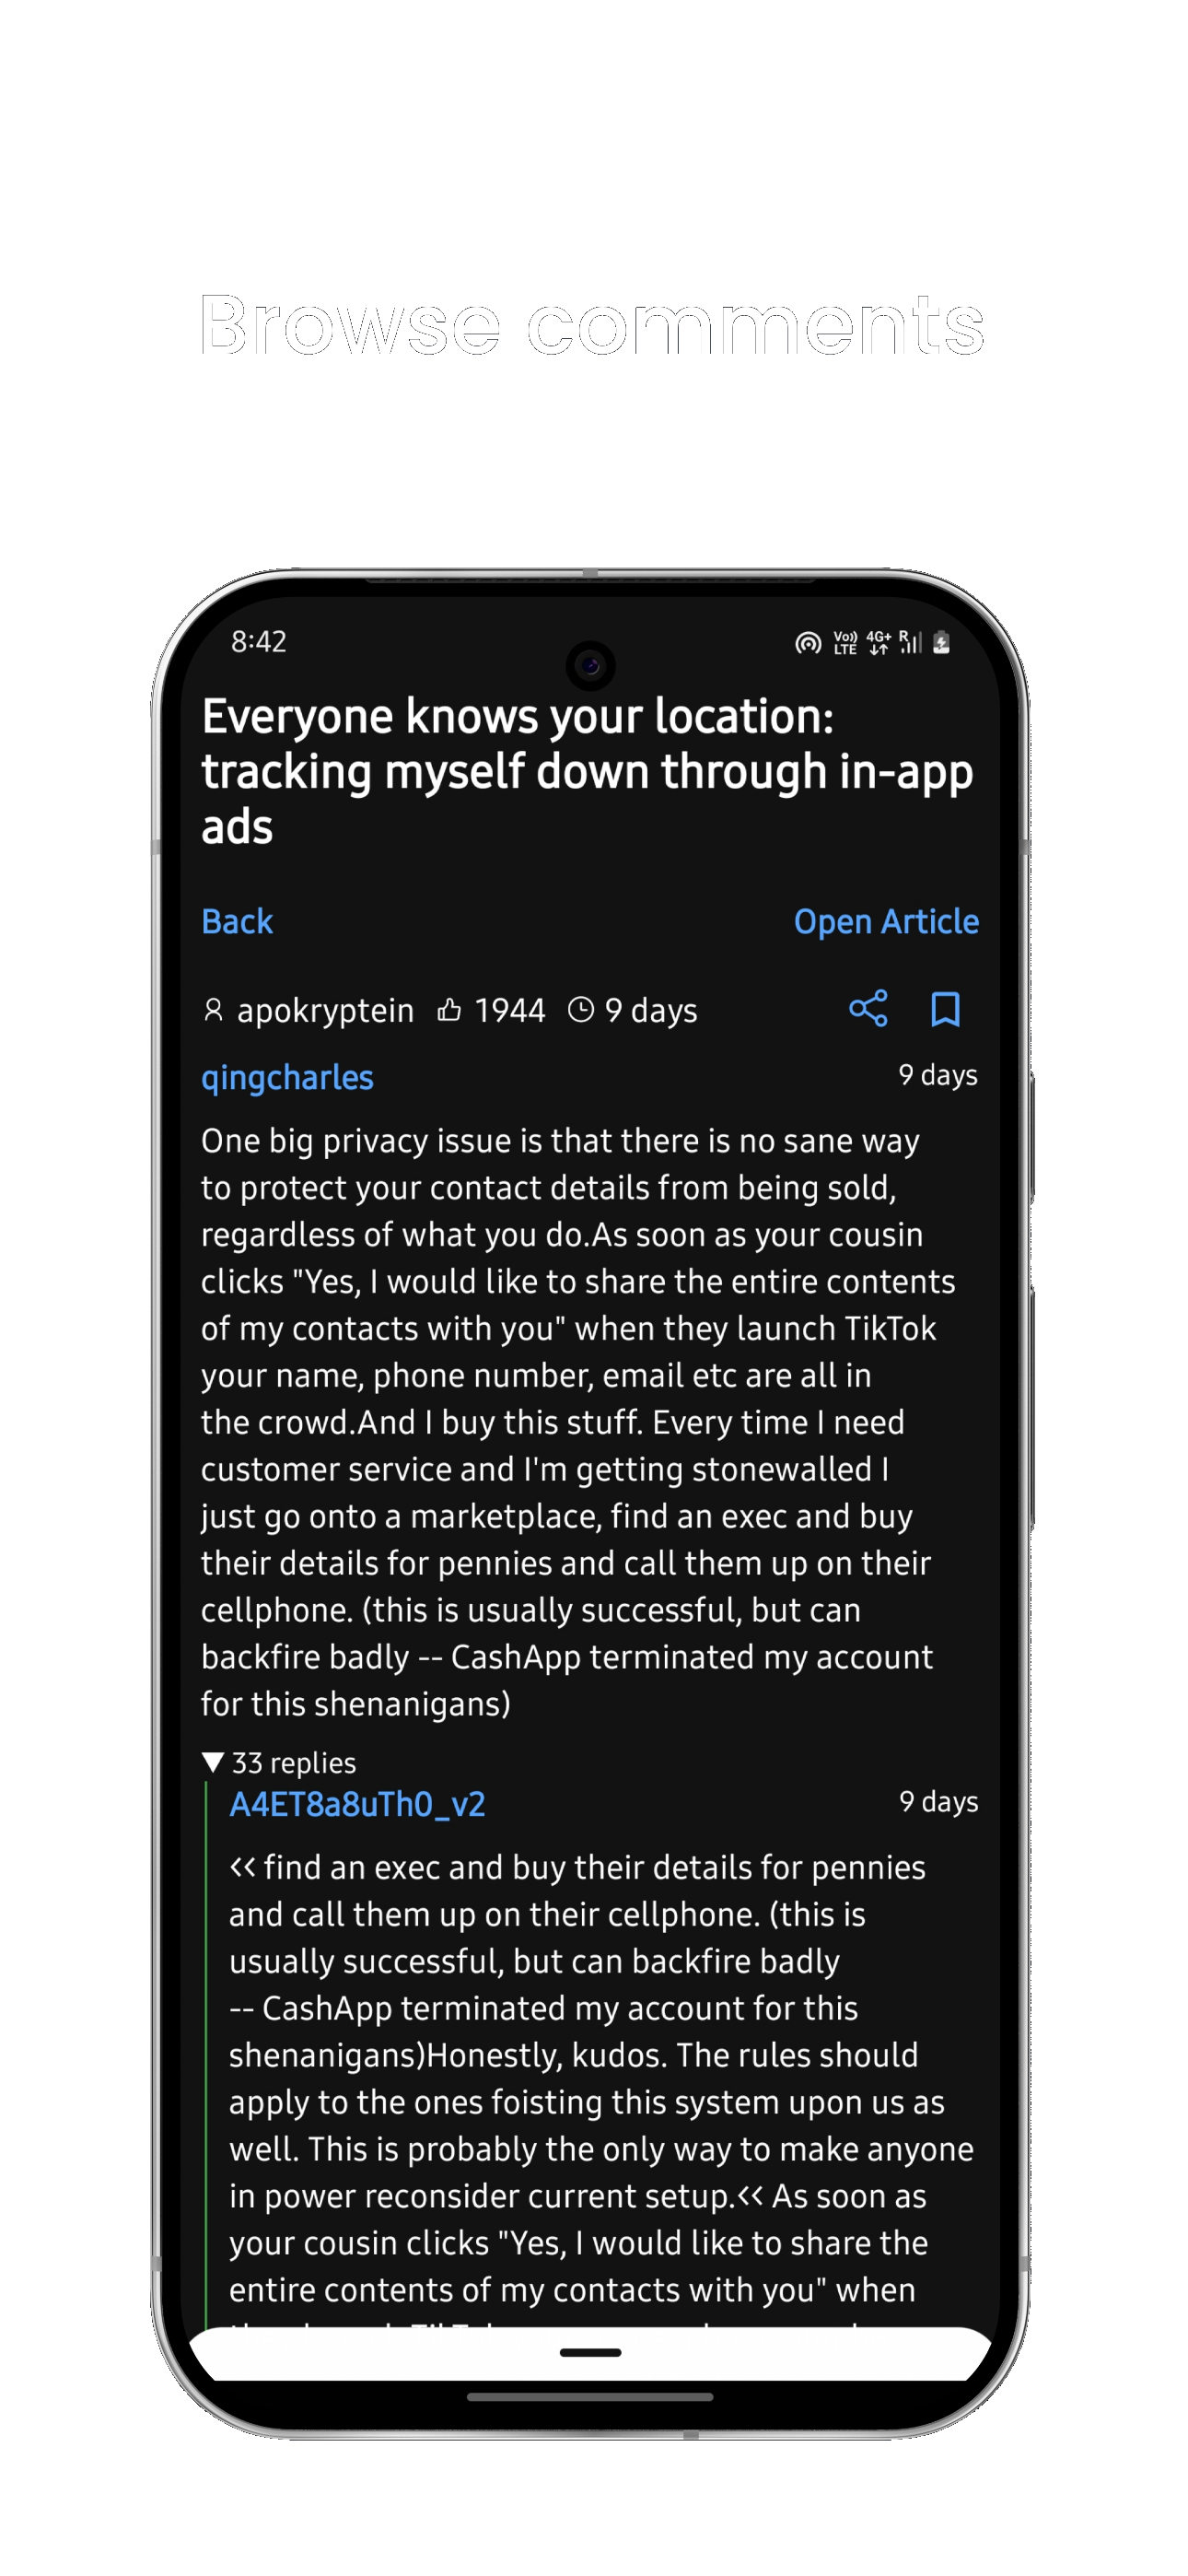 Browse comments
8:42
Vo)) LTE 4G+ R
Everyone knows your location:
tracking myself down through in-app
ads
Back Open Article
apokryptein 1944 9 days
qingcharles 9 days
One big privacy issue is that there is no sane way
to protect your contact details from being sold,
regardless of what you do.As soon as your cousin
clicks "Yes, I would like to share the entire contents
of my contacts with you" when they launch TikTok
your name, phone number, email etc are all in
the crowd.And I buy this stuff. Every time I need
customer service and I'm getting stonewalled I
just go onto a marketplace, find an exec and buy
their details for pennies and call them up on their
cellphone. (this is usually successful, but can
backfire badly -- CashApp terminated my account
for this shenanigans)
▼ 33 replies
A4ET8a8uTh0_v2 9 days
<< find an exec and buy their details for pennies
and call them up on their cellphone. (this is
usually successful, but can backfire badly
-- CashApp terminated my account for this
shenanigans)Honestly, kudos. The rules should
apply to the ones foisting this system upon us as
well. This is probably the only way to make anyone
in power reconsider current setup.<< As soon as
your cousin clicks "Yes, I would like to share the
entire contents of my contacts with you" when